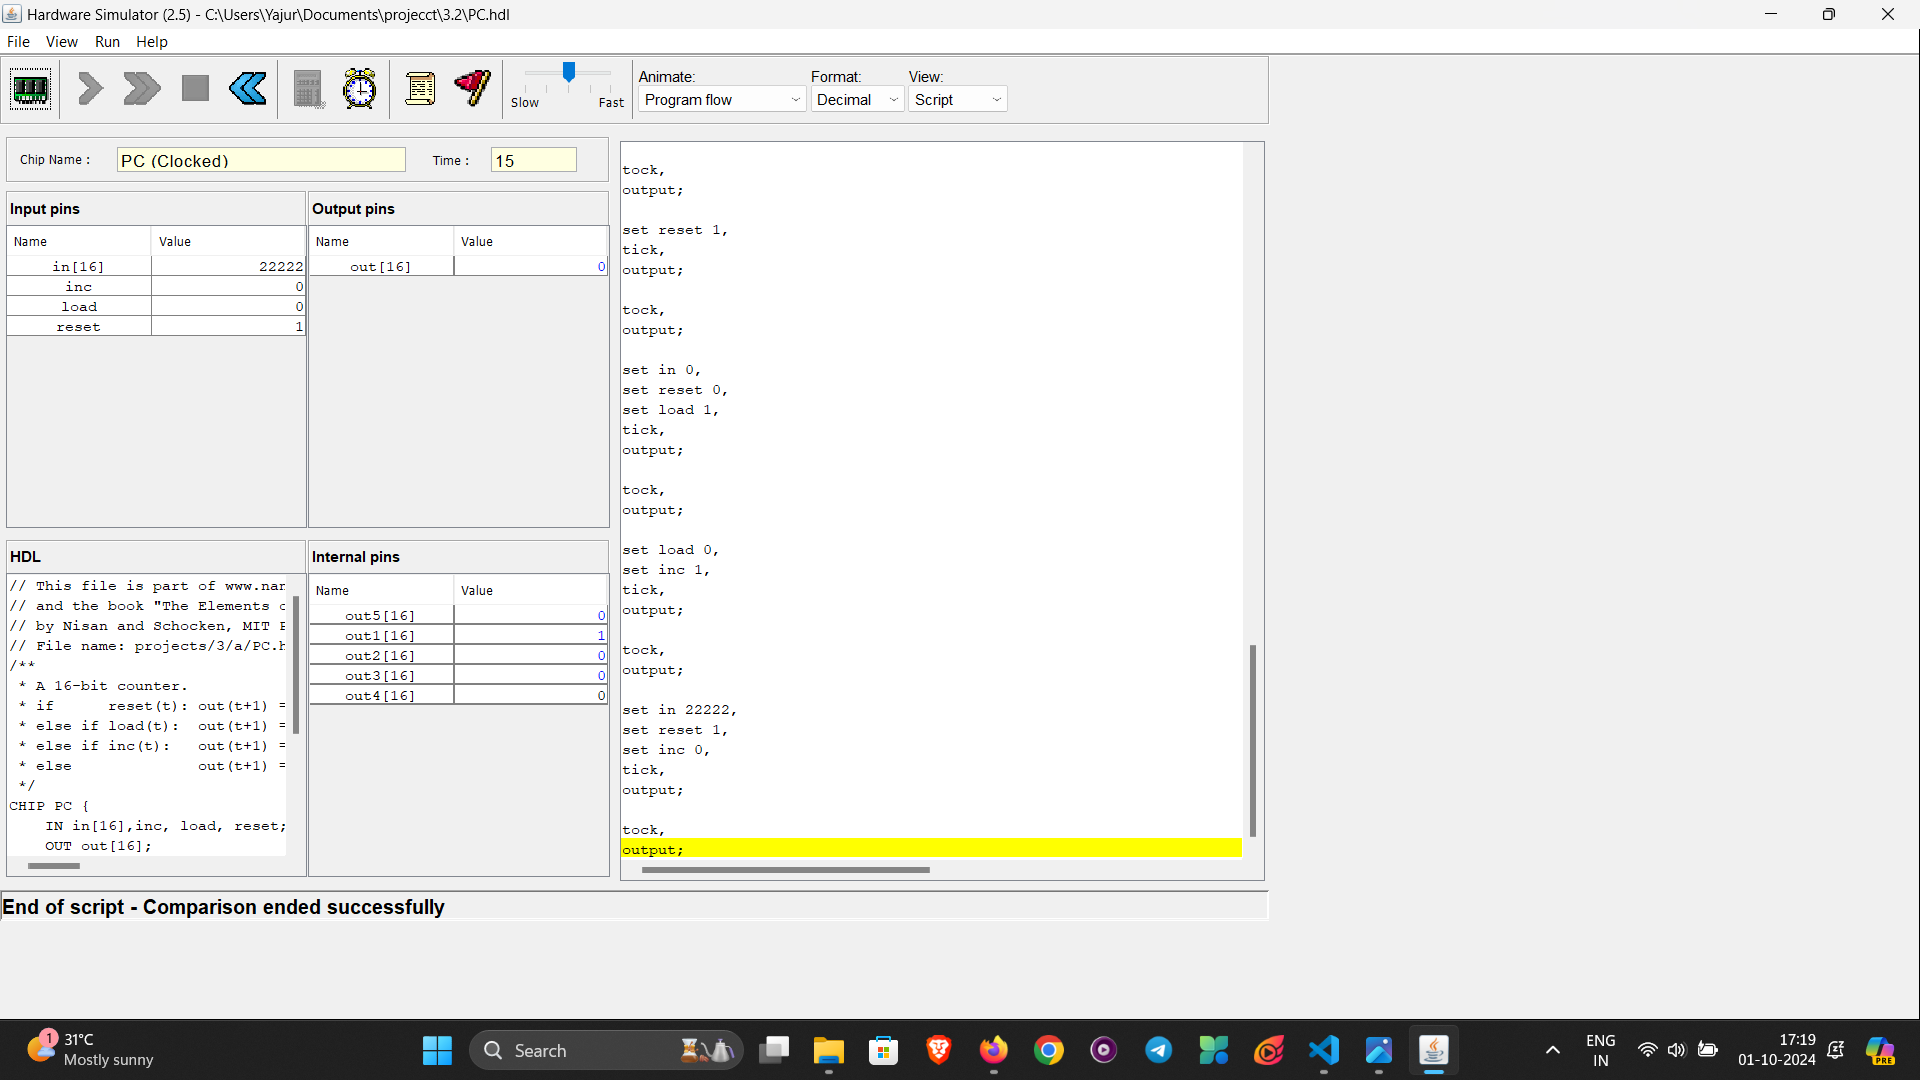 Hardware Simulator (2.5) - C:\Users\Yajur\Documents\projecct\3.2\PC.hdl
File View Run Help
Slow Fast
Animate: Format: View:
Program flow Decimal Script
Chip Name : PC (Clocked) Time : 15
Input pins
Name Value
in[16] 22222
inc 0
load 0
reset 1
Output pins
Name Value
out[16] 0
HDL
// This file is part of www.nan
// and the book "The Elements o
// by Nisan and Schocken, MIT P
// File name: projects/3/a/PC.h
/**
* A 16-bit counter.
* if reset(t): out(t+1) =
* else if load(t): out(t+1) =
* else if inc(t): out(t+1) =
* else out(t+1) =
*/
CHIP PC {
IN in[16],inc, load, reset;
OUT out[16];
Internal pins
Name Value
out5[16] 0
out1[16] 1
out2[16] 0
out3[16] 0
out4[16] 0
tock,
output;
set reset 1,
tick,
output;
tock,
output;
set in 0,
set reset 0,
set load 1,
tick,
output;
tock,
output;
set load 0,
set inc 1,
tick,
output;
tock,
output;
set in 22222,
set reset 1,
set inc 0,
tick,
output;
tock,
output;
End of script - Comparison ended successfully
1
31°C
Mostly sunny
Search
ENG
IN
17:19
01-10-2024
PRE